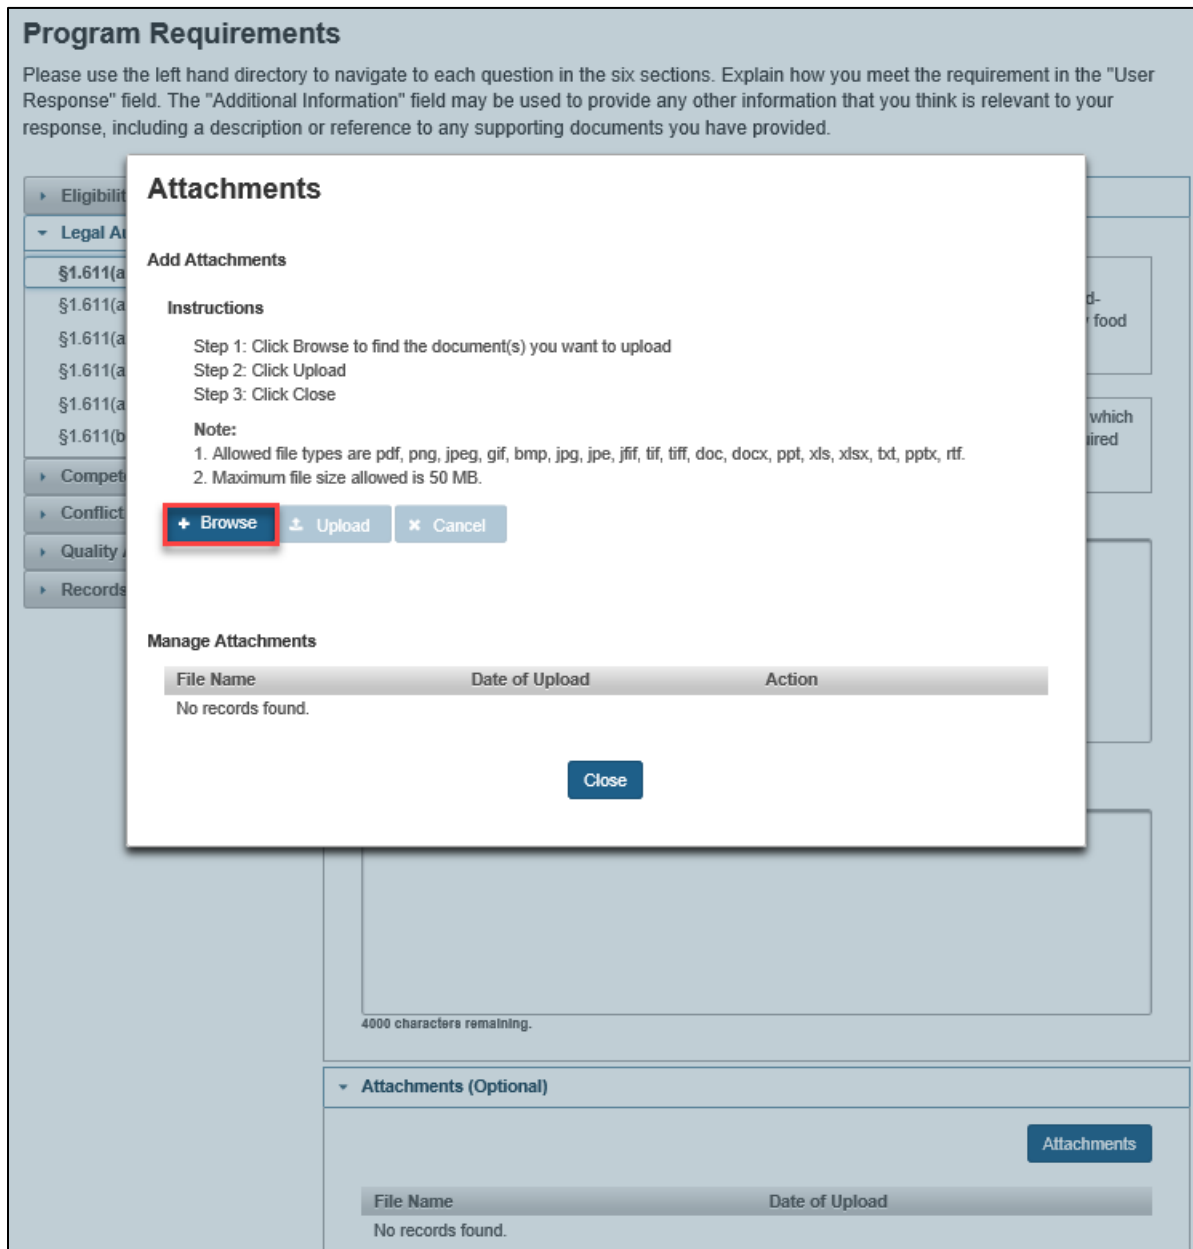 Program Requirements
Please use the left hand directory to navigate to each question in the six sections. Explain how you meet the requirement in the "User
Response" field. The "Additional Information" field may be used to provide any other information that you think is relevant to your
response, including a description or reference to any supporting documents you have provided.
Attachments
Add Attachments
Instructions
Step 1: Click Browse to find the document(s) you want to upload
Step 2: Click Upload
Step 3: Click Close
Note:
1. Allowed file types are pdf, png, jpeg, gif, bmp, jpg, jpe, jfif, tif, tiff, doc, docx, ppt, xls, xlsx, txt, pptx, rtf.
2. Maximum file size allowed is 50 MB.
Browse Upload Cancel
Manage Attachments
File Name Date of Upload Action
No records found.
Close
Legal
§1.611(a
§1.611(a
§1.611(a
§1.611(a
§1.611(a
§1.611(b
Conflict
Quality
Records
food
which
4000 characters remaining.
Attachments (Optional)
Attachments
File Name Date of Upload
No records found.